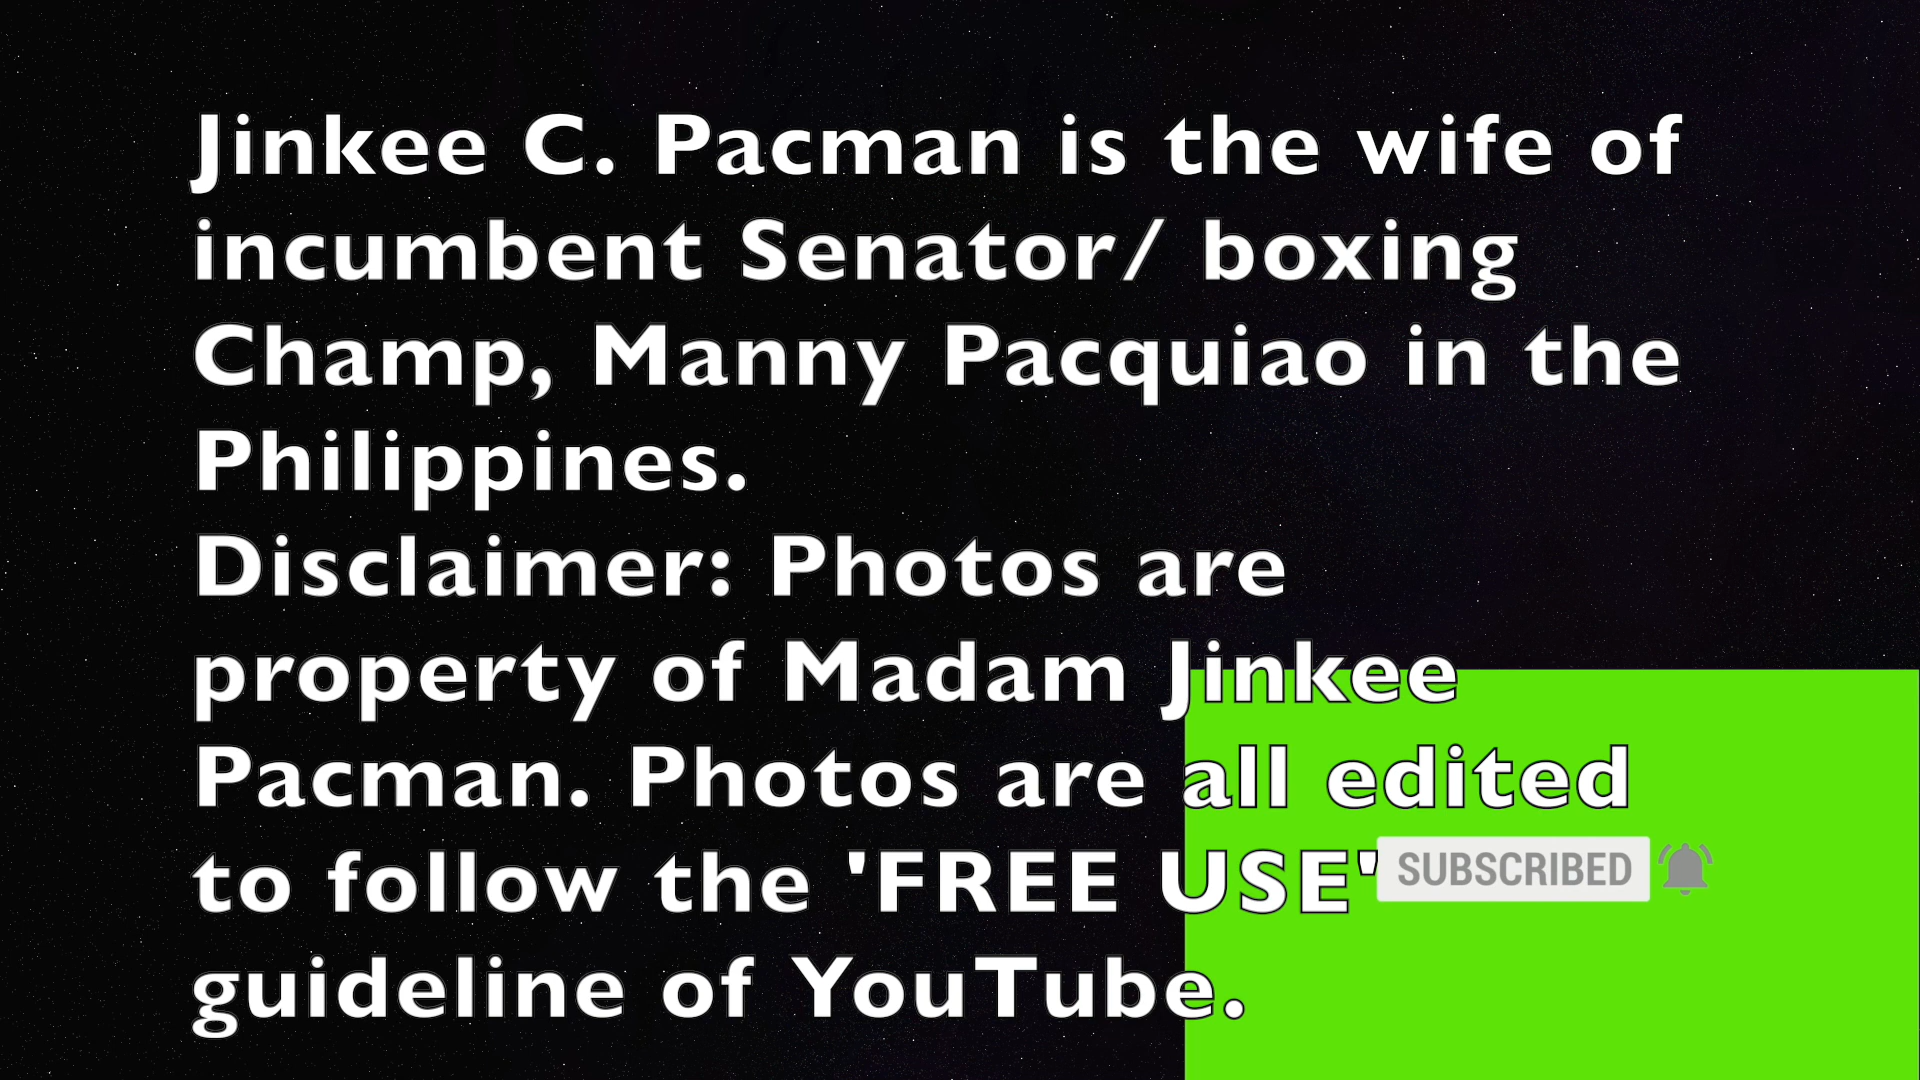 Jinkee C. Pacman is the wife of
incumbent Senator/ boxing
Champ, Manny Pacquiao in the
Philippines.
Disclaimer: Photos are
property of Madam Jinkee
Pacman. Photos are all edited
to follow the 'FREE USE'
SUBSCRIBED
guideline of YouTube.